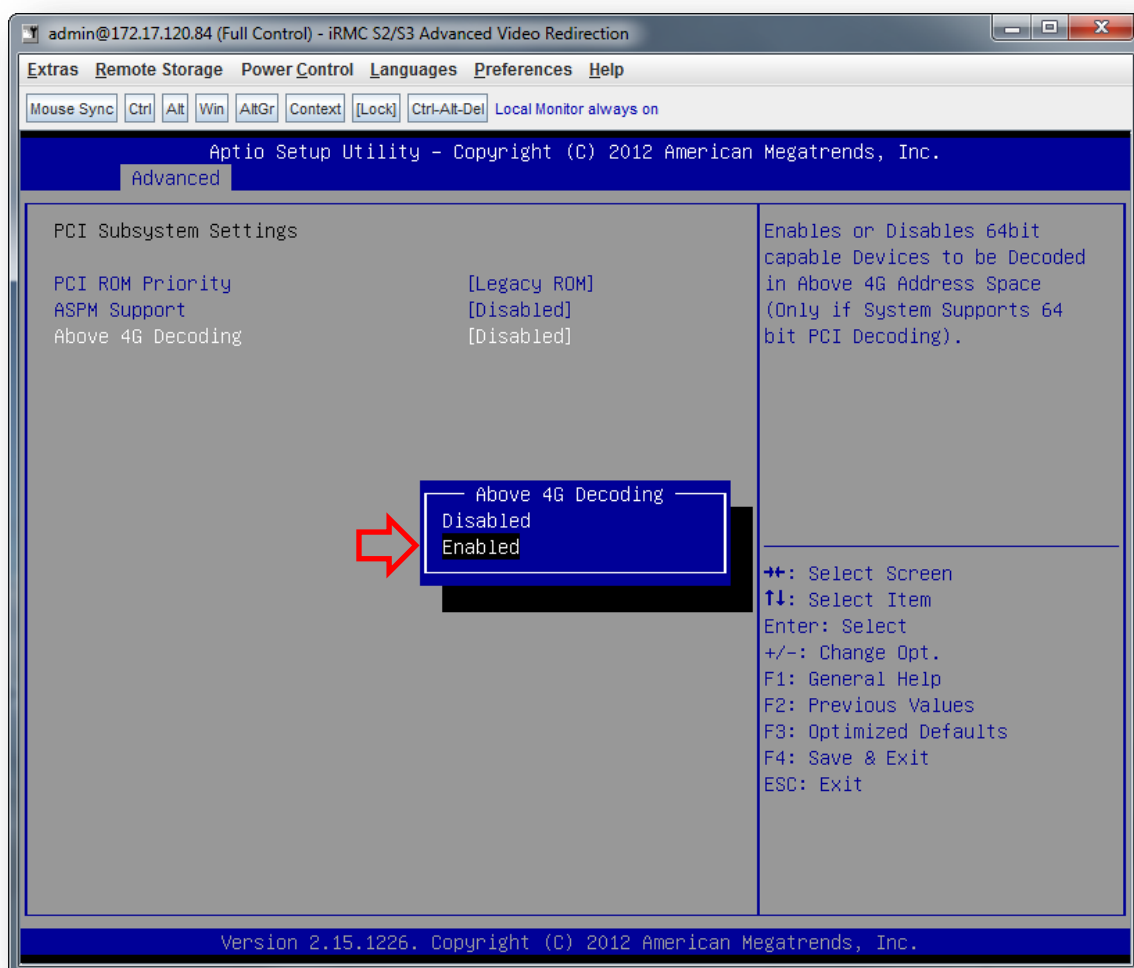 admin@172.17.120.84 (Full Control) - iRMC S2/S3 Advanced Video Redirection
Extras Remote Storage Power Control Languages Preferences Help
Mouse Sync Ctrl Alt Win AltGr Context [Lock] Ctrl-Alt-Del Local Monitor always on
Aptio Setup Utility – Copyright (C) 2012 American Megatrends, Inc.
Advanced
PCI Subsystem Settings
PCI ROM Priority [Legacy ROM]
ASPM Support [Disabled]
Above 4G Decoding [Disabled]
Enables or Disables 64bit
capable Devices to be Decoded
in Above 4G Address Space
(Only if System Supports 64
bit PCI Decoding).
Above 4G Decoding
Disabled
Enabled
→←: Select Screen
↑↓: Select Item
Enter: Select
+/-: Change Opt.
F1: General Help
F2: Previous Values
F3: Optimized Defaults
F4: Save & Exit
ESC: Exit
Version 2.15.1226. Copyright (C) 2012 American Megatrends, Inc.